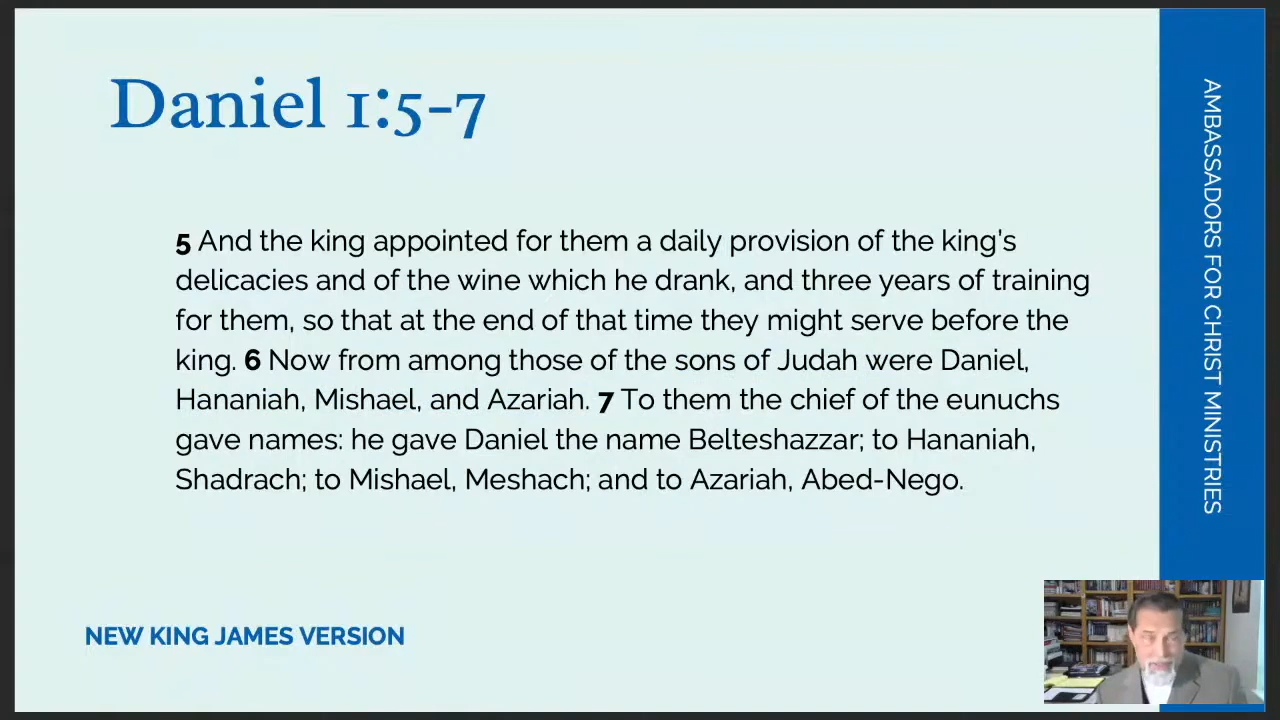 Daniel 1:5-7
5 And the king appointed for them a daily provision of the king's
delicacies and of the wine which he drank, and three years of training
for them, so that at the end of that time they might serve before the
king. 6 Now from among those of the sons of Judah were Daniel,
Hananiah, Mishael, and Azariah. 7 To them the chief of the eunuchs
gave names: he gave Daniel the name Belteshazzar; to Hananiah,
Shadrach; to Mishael, Meshach; and to Azariah, Abed-Nego.
NEW KING JAMES VERSION
AMBASSADORS FOR CHRIST MINISTRIES